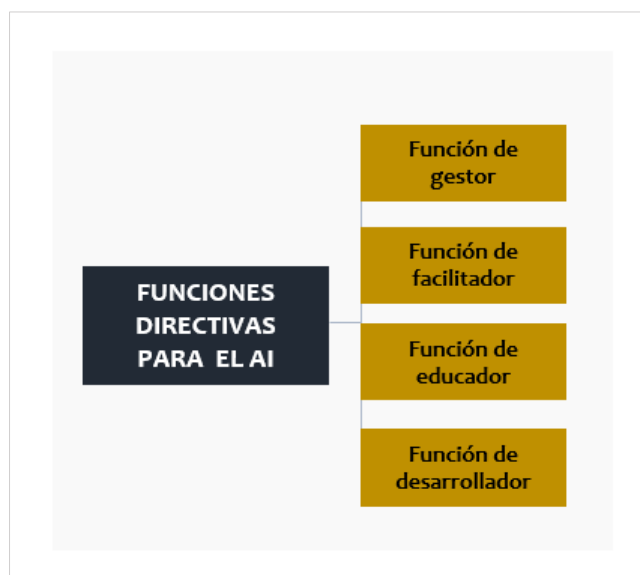 FUNCIONES
DIRECTIVAS
PARA EL AI
Función de
gestor
Función de
facilitador
Función de
educador
Función de
desarrollador